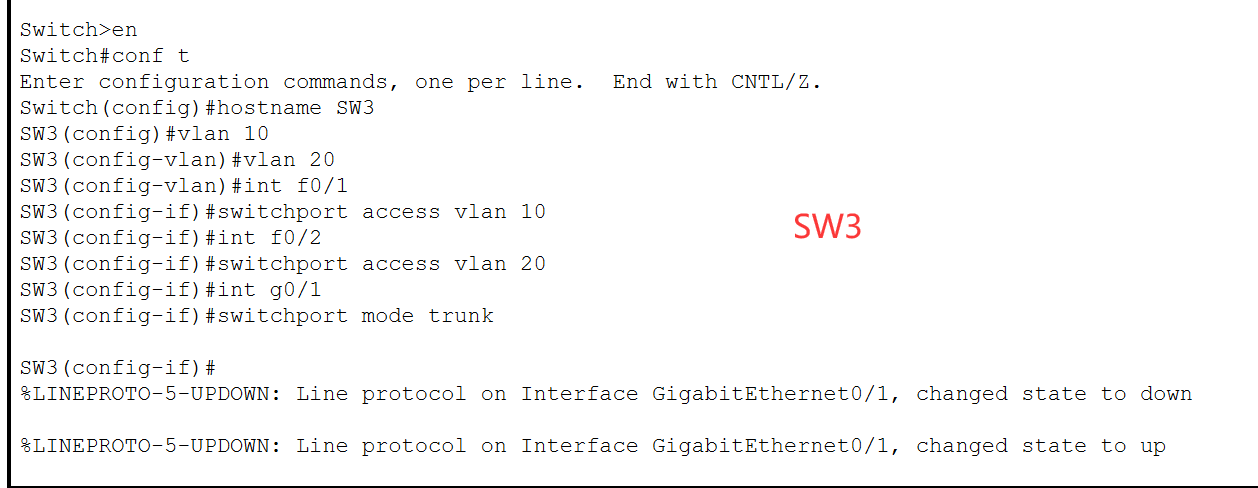 Switch>en
Switch#conf t
Enter configuration commands, one per line.  End with CNTL/Z.
Switch(config)#hostname SW3
SW3(config)#vlan 10
SW3(config-vlan)#vlan 20
SW3(config-vlan)#int f0/1
SW3(config-if)#switchport access vlan 10
SW3(config-if)#int f0/2
SW3(config-if)#switchport access vlan 20
SW3(config-if)#int g0/1
SW3(config-if)#switchport mode trunk
SW3(config-if)#
%LINEPROTO-5-UPDOWN: Line protocol on Interface GigabitEthernet0/1, changed state to down
%LINEPROTO-5-UPDOWN: Line protocol on Interface GigabitEthernet0/1, changed state to up
SW3